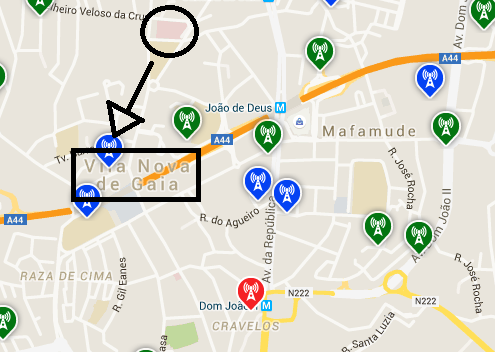 lheiro Veloso da Cru
Av. Dom
A44
João de Deus M
A44
Mafamude
Tv.
Vila Nova
de Gaia
R. José Rocha
R. do Agueiro
Av. Dom João II
A44
Av. da República
RAZA DE CIMA
R. Gil Eanes
R. José Rocha
N222
N222
Dom João M
CRAVELOS
R. Santa Luzia